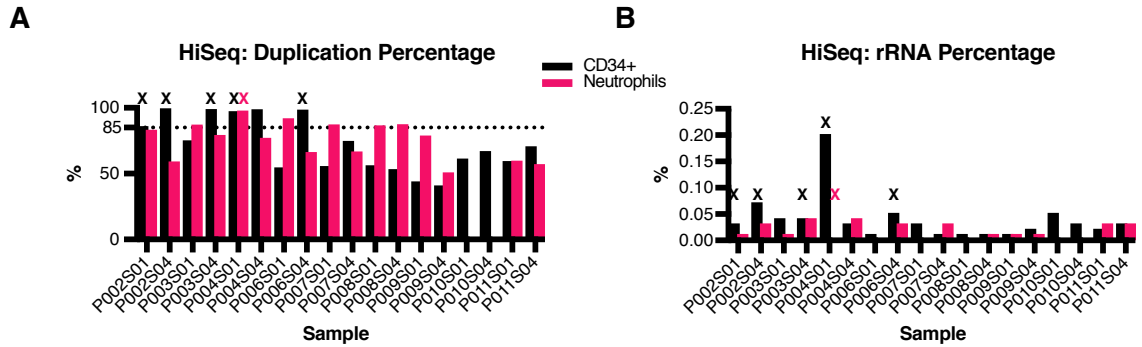 A
HiSeq: Duplication Percentage
100
85
50
0
%
X X X X X X
P002S01
P002S04
P003S01
P003S04
P004S01
P004S04
P006S01
P006S04
P007S01
P007S04
P008S01
P008S04
P009S01
P009S04
P010S01
P010S04
P011S01
P011S04
Sample
CD34+
Neutrophils
B
HiSeq: rRNA Percentage
0.25
0.20
0.15
0.10
0.05
0.00
%
X
X X X X X
P002S01
P002S04
P003S01
P003S04
P004S01
P004S04
P006S01
P006S04
P007S01
P007S04
P008S01
P008S04
P009S01
P009S04
P010S01
P010S04
P011S01
P011S04
Sample